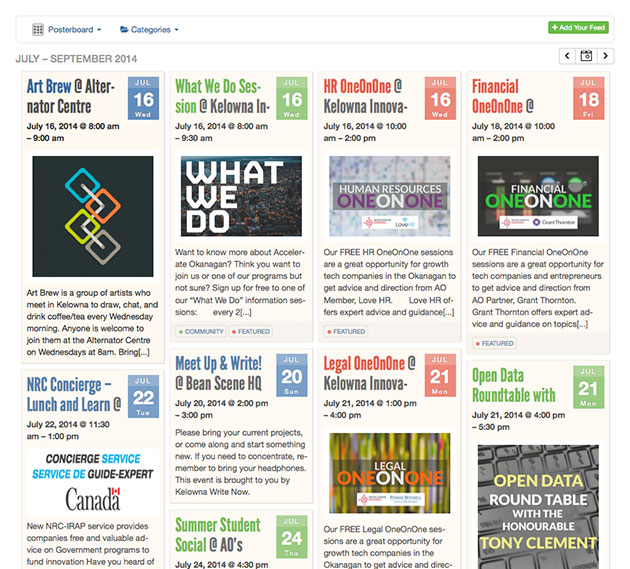 Posterboard
Categories
Add Your Feed
JULY – SEPTEMBER 2014
Art Brew @ Alter-
nator Centre
JUL
16
Wed
July 16, 2014 @ 8:00 am
– 9:00 am
Art Brew is a group of artists who
meet in Kelowna to draw, chat, and
drink coffee/tea every Wednesday
morning. Anyone is welcome to
join them at the Alternator Centre
on Wednesdays at 8am. Bring[...]
NRC Concierge –
Lunch and Learn @
JUL
22
Tue
July 22, 2014 @ 11:30
am – 1:00 pm
CONCIERGE SERVICE
SERVICE DE GUIDE-EXPERT
Canada
New NRC-IRAP service provides
companies free and valuable ad-
vice on Government programs to
fund innovation Have you heard of
What We Do Ses-
sion @ Kelowna In-
JUL
16
Wed
July 16, 2014 @ 8:00 am
– 9:30 am
WHAT
WE
DO
Want to know more about Acceler-
ate Okanagan? Think you want to
join us or one of our programs but
not sure? Sign up for free to one of
our “What We Do” information ses-
sions: every 2[...]
COMMUNITY
FEATURED
Meet Up & Write!
@ Bean Scene HQ
JUL
20
Sun
July 20, 2014 @ 2:00 pm
– 3:00 pm
Please bring your current projects,
or come along and start something
new. If you need to concentrate, re-
member to bring your headphones.
This event is brought to you by
Kelowna Write Now.
Summer Student
Social @ AO’s
JUL
24
Thu
July 24, 2014 @ 4:30 pm
HR OneOnOne @
Kelowna Innova-
JUL
16
Wed
July 16, 2014 @ 10:00
am – 2:00 pm
HUMAN RESOURCES
ONEONONE
Love HR
Our FREE HR OneOnOne sessions
are a great opportunity for growth
tech companies in the Okanagan to
get advice and direction from AO
Member, Love HR. Love HR of-
fers expert advice and guidance[...]
FEATURED
Legal OneOnOne @
Kelowna Innova-
JUL
21
Mon
July 21, 2014 @ 1:00 pm
– 4:00 pm
LEGAL
ONEONONE
Our FREE Legal OneOnOne ses-
sions are a great opportunity for
growth tech companies in the
Okanagan to get advice and direc-
Financial
OneOnOne @
JUL
18
Fri
July 18, 2014 @ 10:00
am – 2:00 pm
FINANCIAL
ONEONONE
Grant Thornton
Our FREE Financial OneOnOne
sessions are a great opportunity for
tech companies and entrepreneurs
to get advice and direction from
AO Partner, Grant Thornton.
Grant Thornton offers expert ad-
vice and guidance on topics[...]
FEATURED
Open Data
Roundtable with
JUL
21
Mon
July 21, 2014 @ 4:00 pm
– 5:30 pm
OPEN DATA
ROUND TABLE
WITH THE
HONOURABLE
TONY CLEMENT